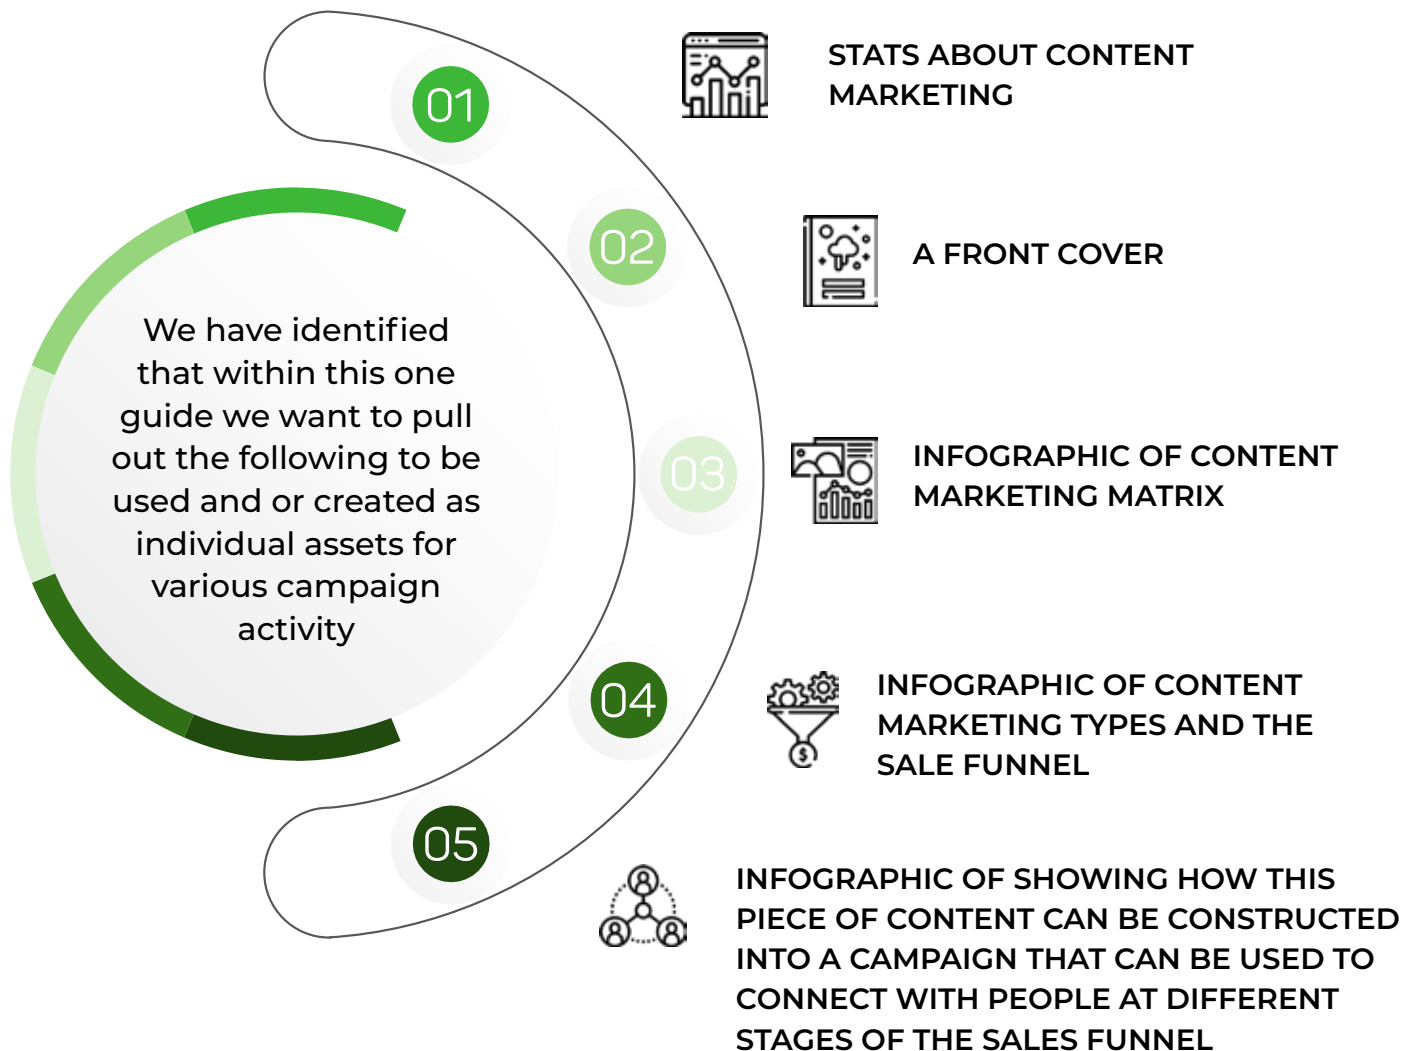 We have identified
that within this one
guide we want to pull
out the following to be
used and or created as
individual assets for
various campaign
activity
01
STATS ABOUT CONTENT
MARKETING
02
A FRONT COVER
03
INFOGRAPHIC OF CONTENT
MARKETING MATRIX
04
INFOGRAPHIC OF CONTENT
MARKETING TYPES AND THE
SALE FUNNEL
$
05
INFOGRAPHIC OF SHOWING HOW THIS
PIECE OF CONTENT CAN BE CONSTRUCTED
INTO A CAMPAIGN THAT CAN BE USED TO
CONNECT WITH PEOPLE AT DIFFERENT
STAGES OF THE SALES FUNNEL